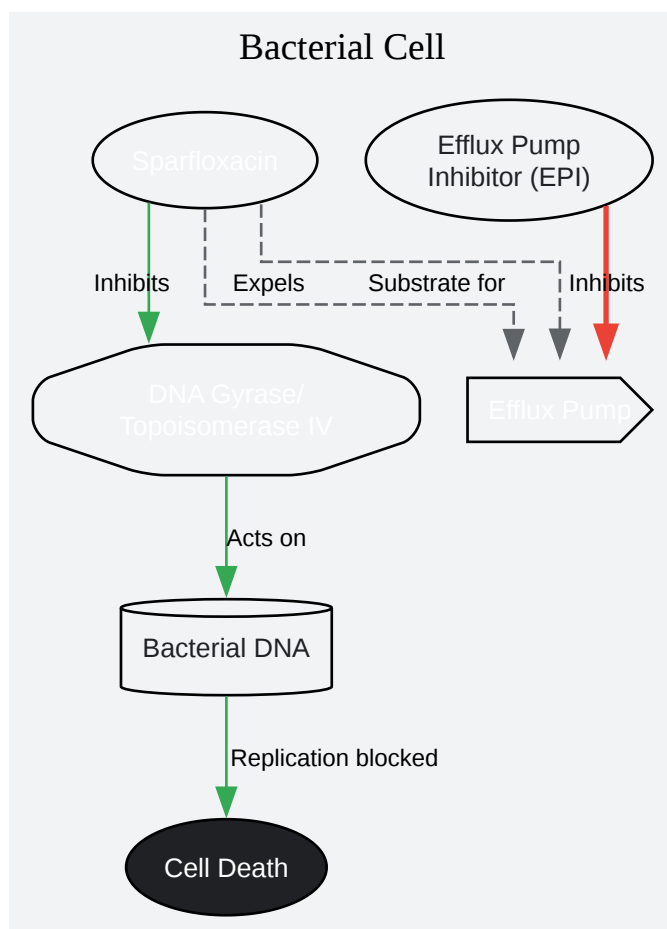 Bacterial Cell
Sparfloxacin
Efflux Pump
Inhibitor (EPI)
Inhibits
Expels
Substrate for
Inhibits
DNA Gyrase/
Topoisomerase IV
Efflux Pump
Acts on
Bacterial DNA
Replication blocked
Cell Death